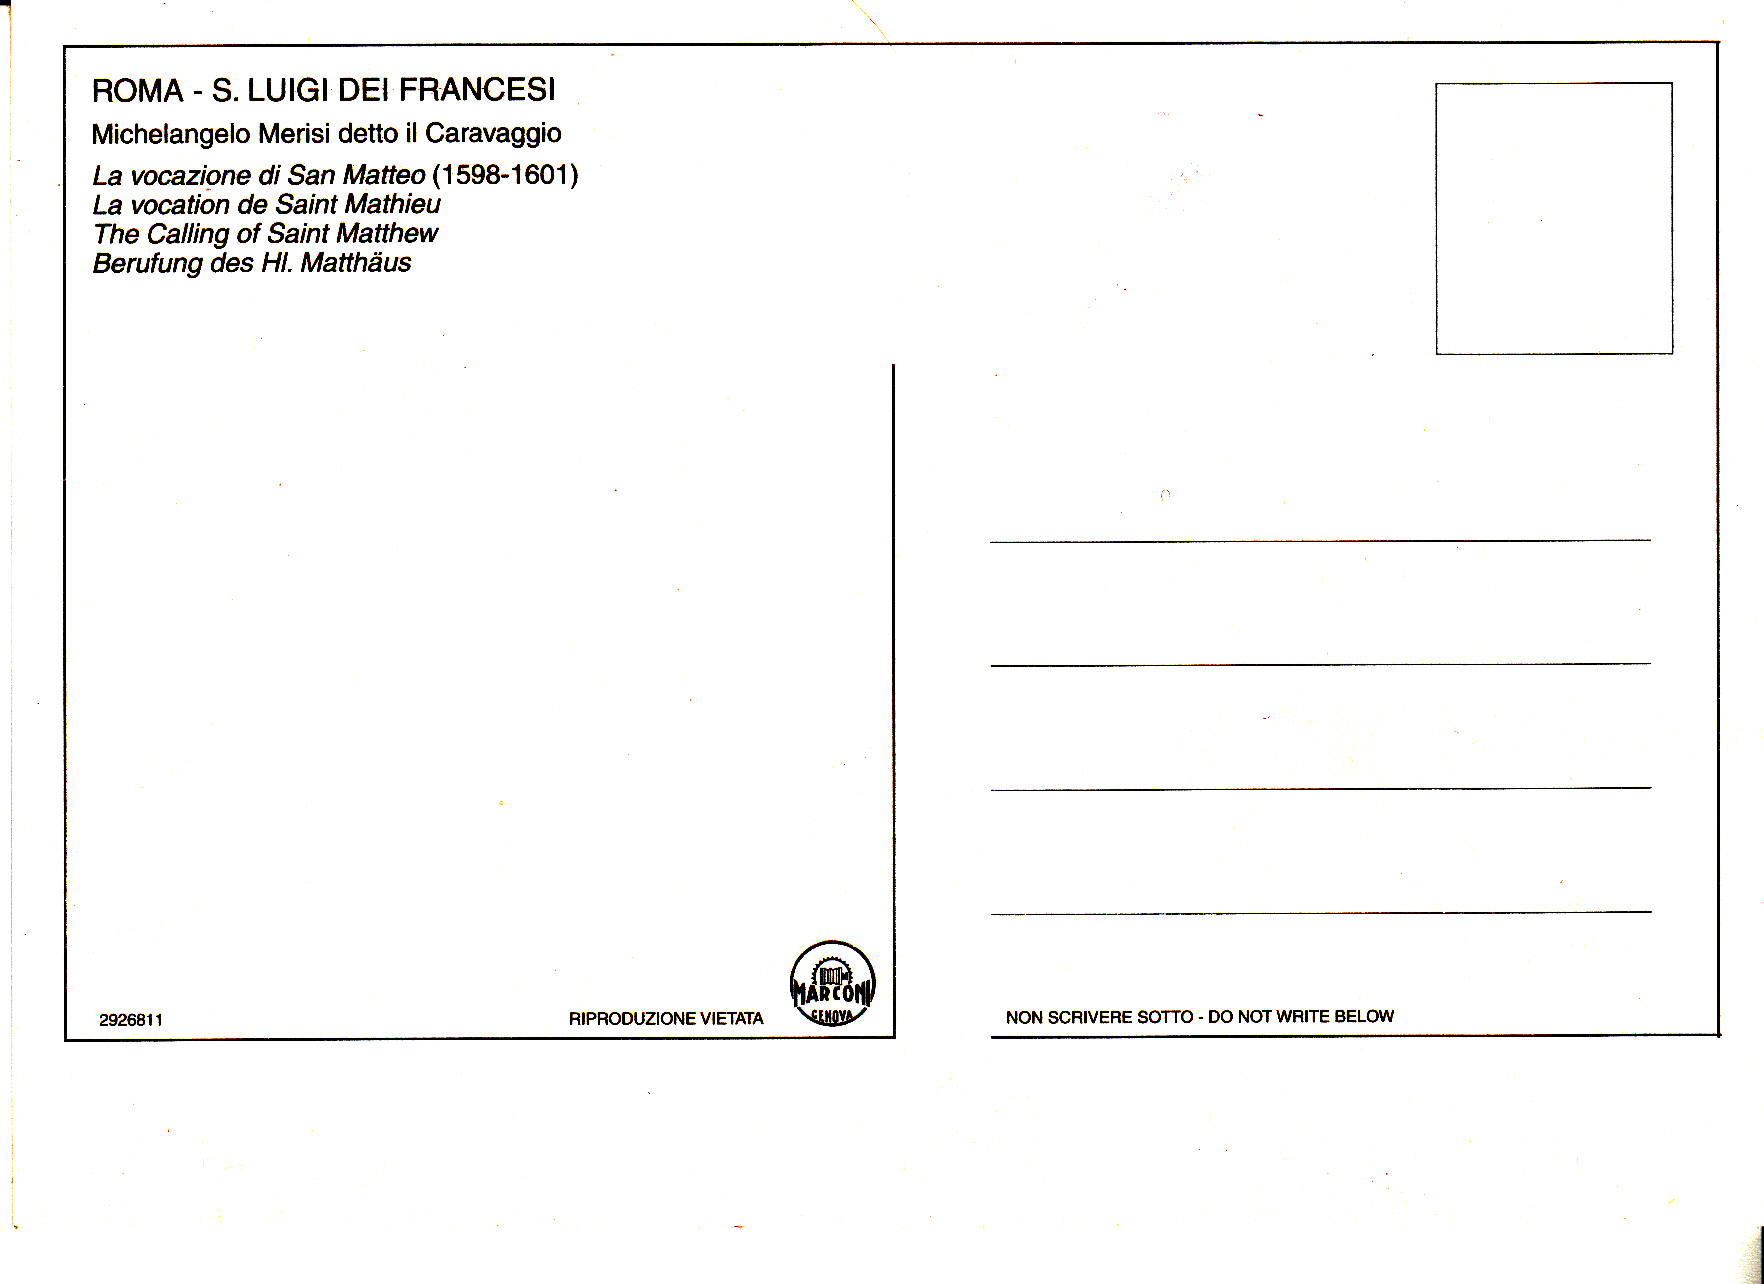 ROMA - S. LUIGI DEI FRANCESI
Michelangelo Merisi detto il Caravaggio
La vocazione di San Matteo (1598-1601)
La vocation de Saint Mathieu
The Calling of Saint Matthew
Berufung des Hl. Matthäus
2926811
RIPRODUZIONE VIETATA
MARCONI
GENOVA
NON SCRIVERE SOTTO - DO NOT WRITE BELOW